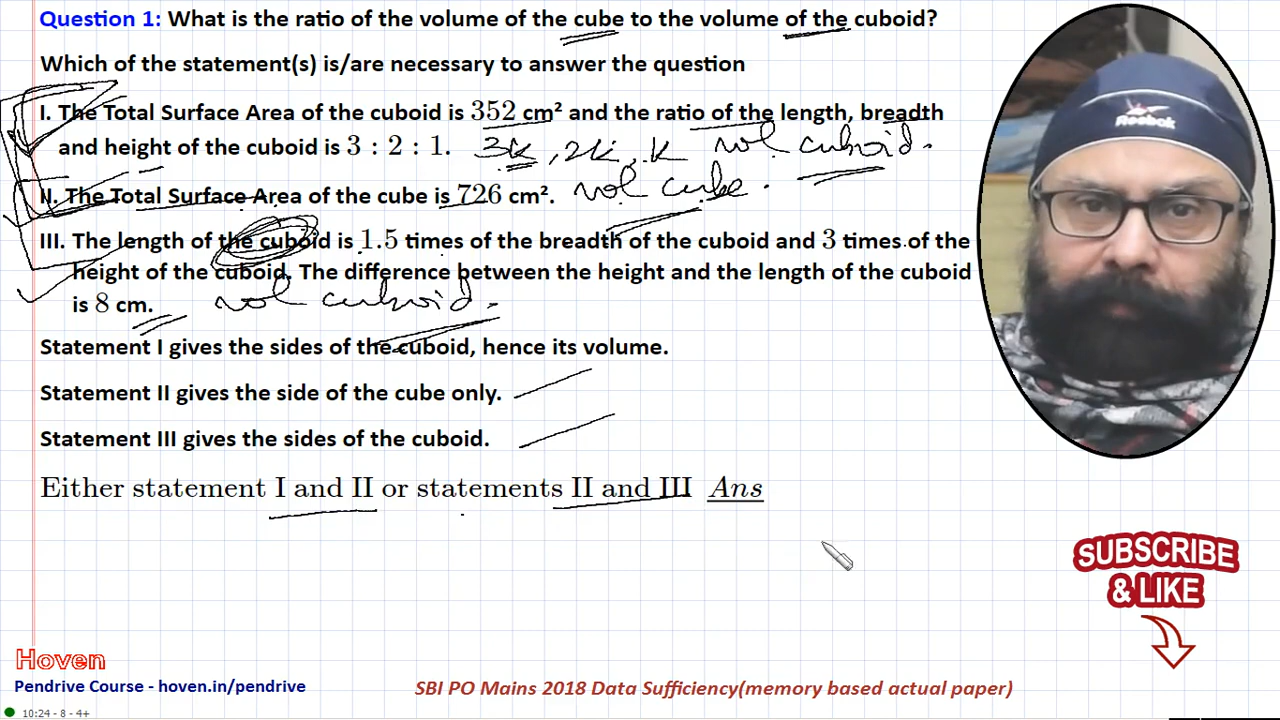 Question 1: What is the ratio of the volume of the cube to the volume of the cuboid?
Which of the statement(s) is/are necessary to answer the question
I. The Total Surface Area of the cuboid is 352 cm² and the ratio of the length, breadth
and height of the cuboid is 3 : 2 : 1. 3k, 2k, k vol cuboid.
II. The Total Surface Area of the cube is 726 cm². vol cube.
III. The length of the cuboid is 1.5 times of the breadth of the cuboid and 3 times of the
height of the cuboid. The difference between the height and the length of the cuboid
is 8 cm. vol cuboid.
Statement I gives the sides of the cuboid, hence its volume.
Statement II gives the side of the cube only.
Statement III gives the sides of the cuboid.
Either statement I and II or statements II and III Ans
Reebok
SUBSCRIBE
& LIKE
Hoven
Pendrive Course - hoven.in/pendrive
SBI PO Mains 2018 Data Sufficiency(memory based actual paper)
10:24 - 8 - 4+